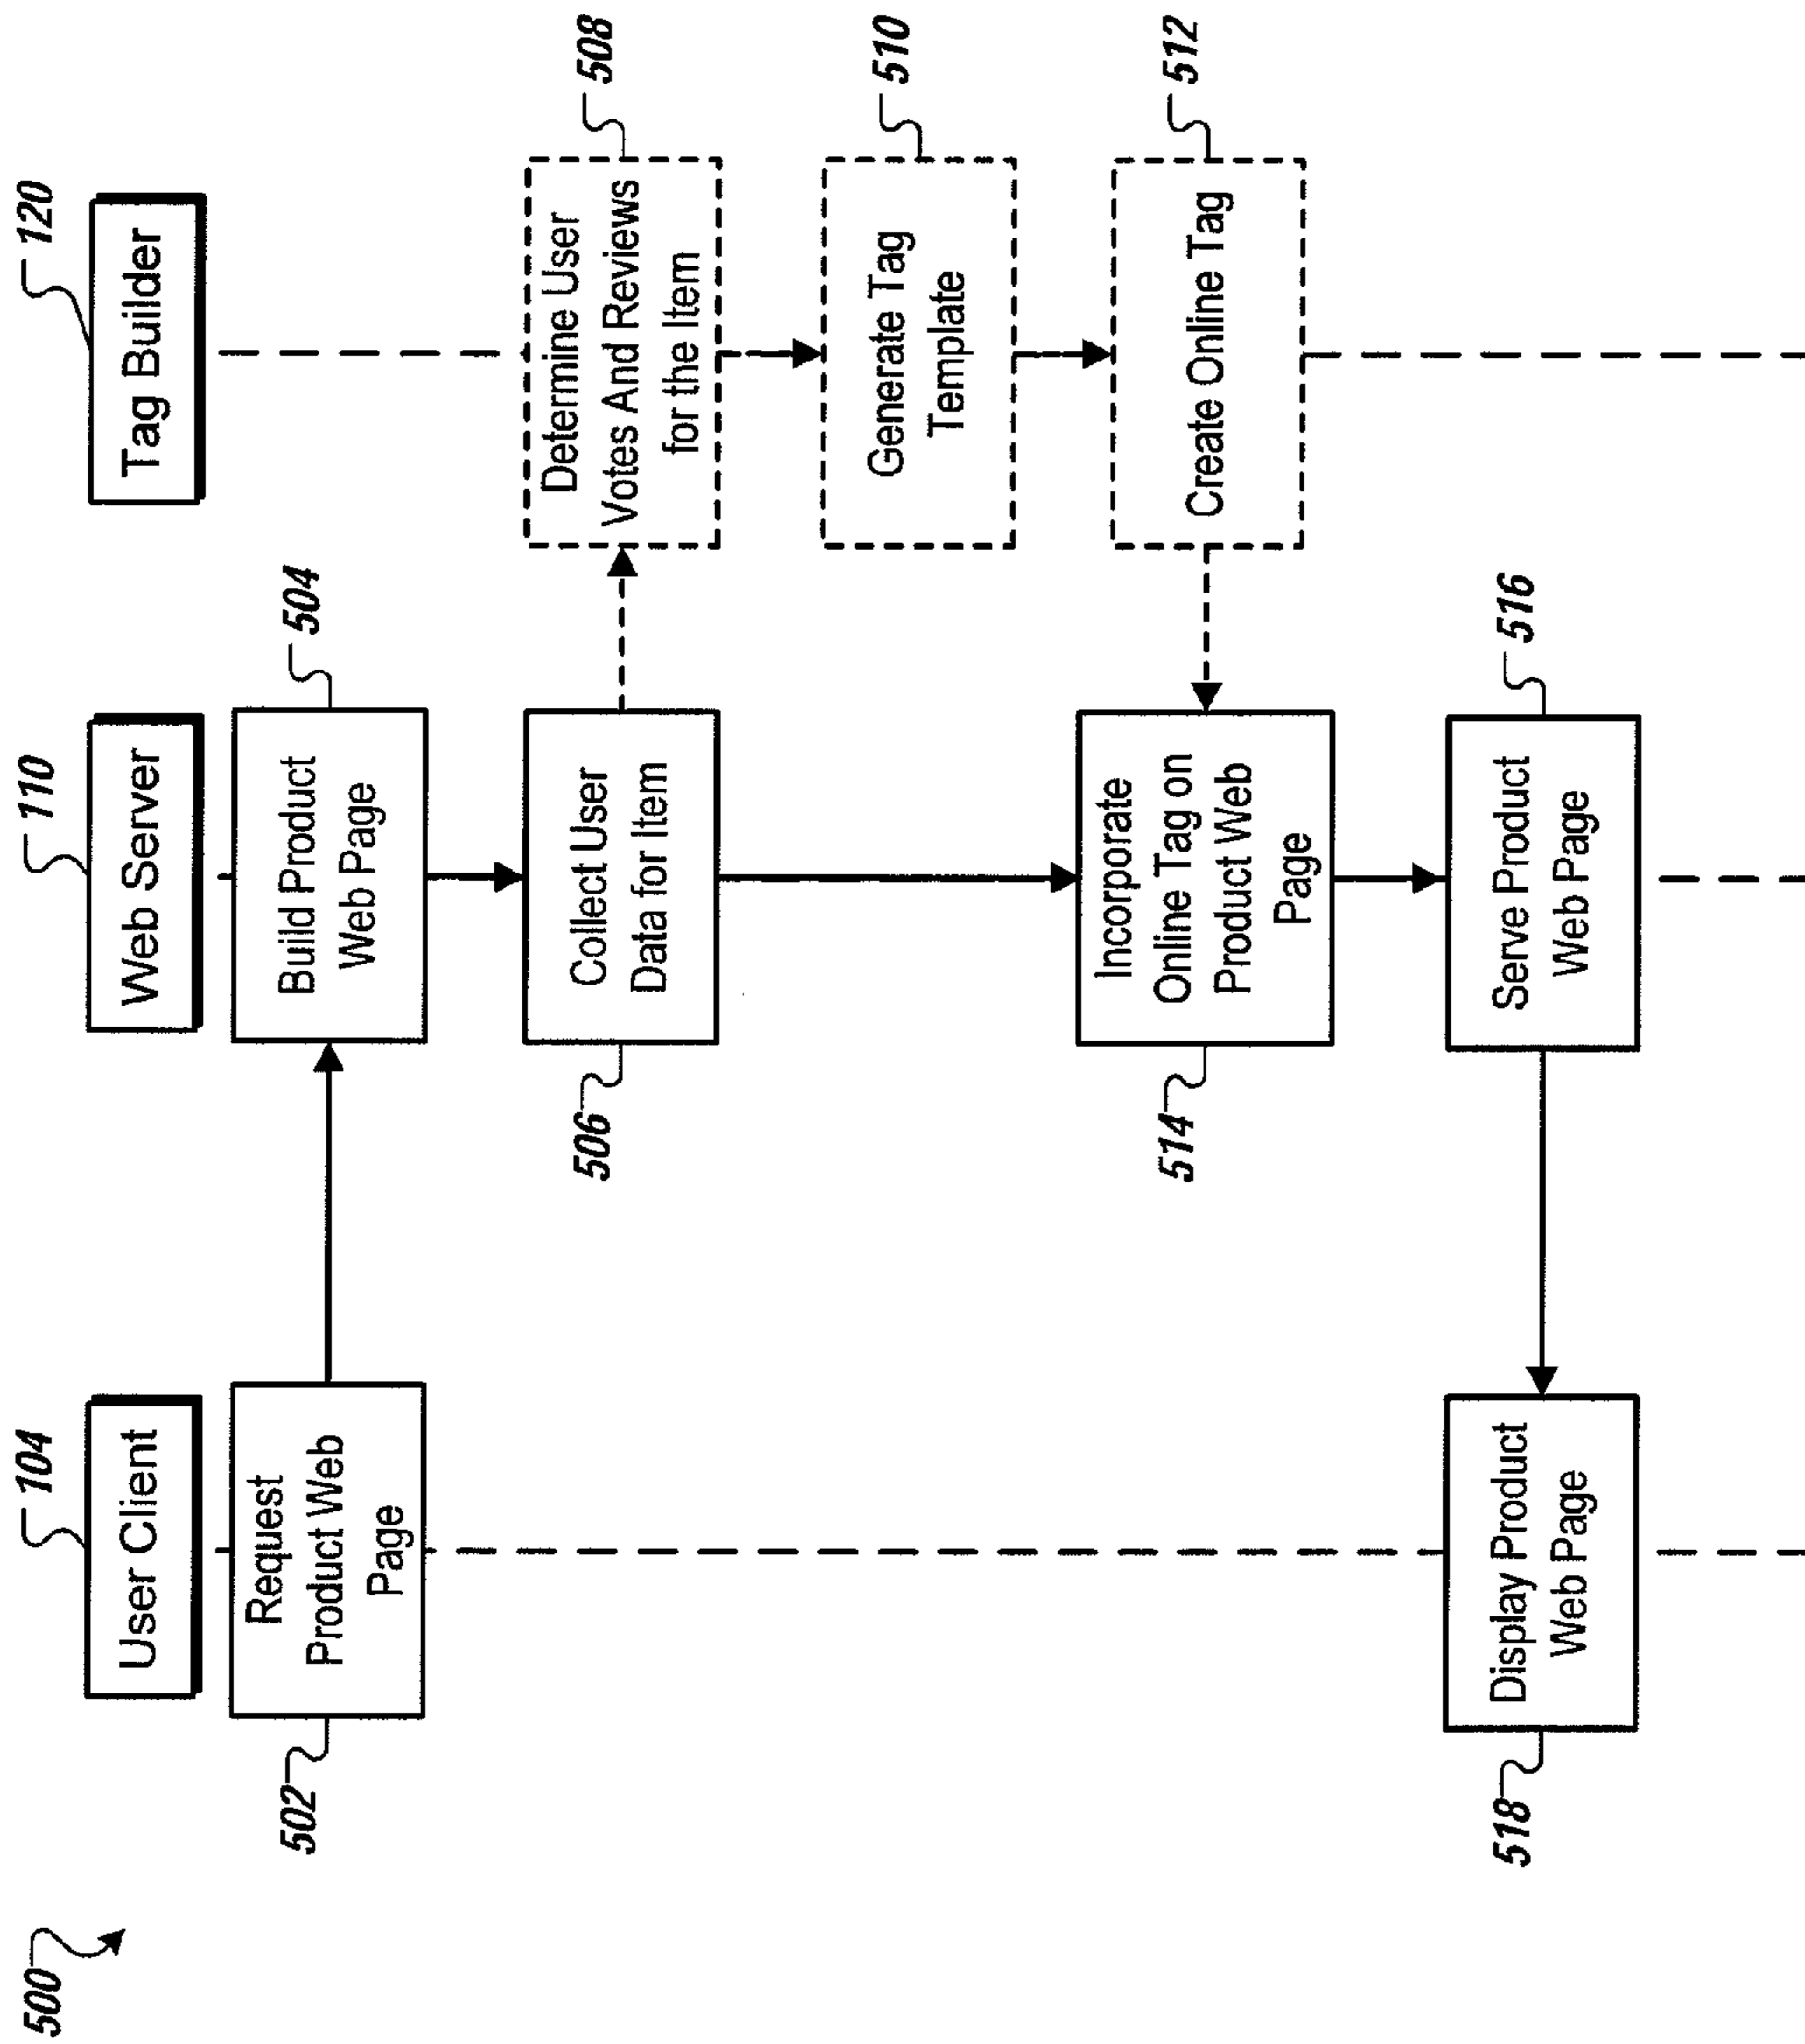 500
104
110
120
User Client
Web Server
Tag Builder
502
Request
Product Web
Page
Build Product
Web Page
504
506
Collect User
Data for Item
Determine User
Votes And Reviews
for the Item
508
Generate Tag
Template
510
Create Online Tag
512
514
Incorporate
Online Tag on
Product Web
Page
Serve Product
Web Page
516
518
Display Product
Web Page